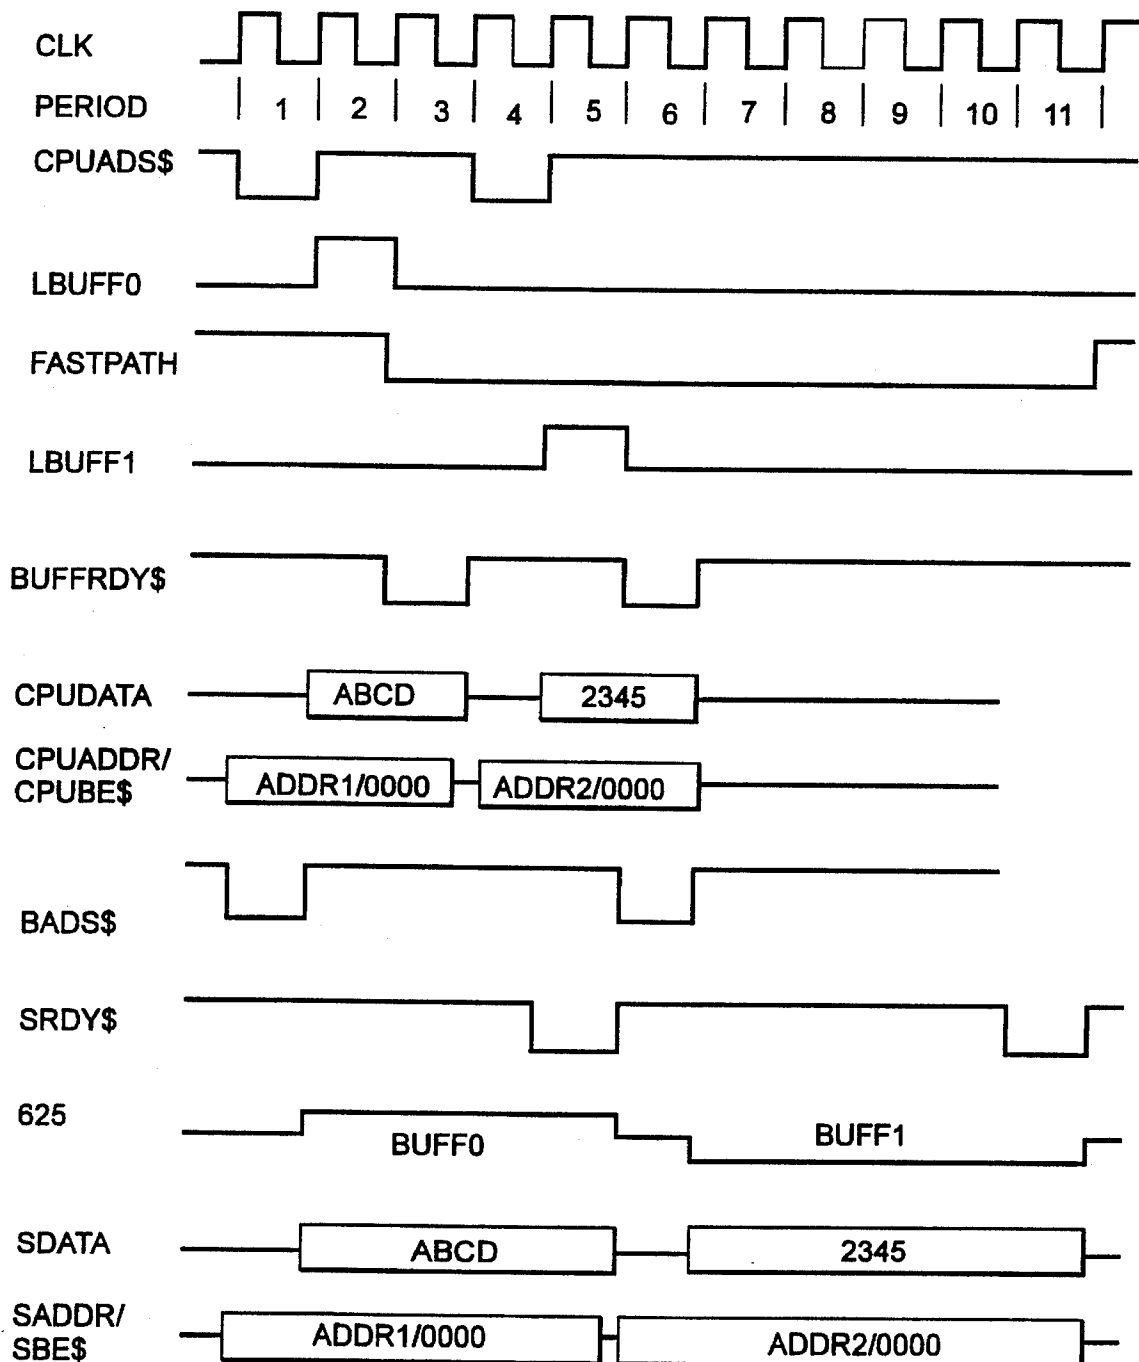 CLK
PERIOD 1 2 3 4 5 6 7 8 9 10 11
CPUADS$
LBUFF0
FASTPATH
LBUFF1
BUFFRDY$
CPUDATA ABCD 2345
CPUADDR/
CPUBE$ ADDR1/0000 ADDR2/0000
BADS$
SRDY$
625 BUFF0 BUFF1
SDATA ABCD 2345
SADDR/
SBE$ ADDR1/0000 ADDR2/0000